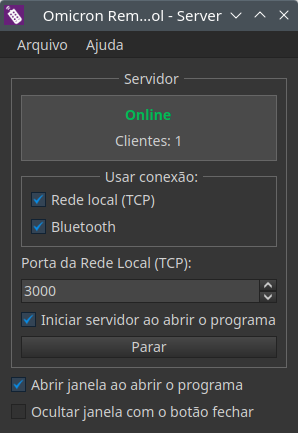 Omicron Rem...ol - Server
Arquivo Ajuda
Servidor
Online
Clientes: 1
Usar conexão:
Rede local (TCP)
Bluetooth
Porta da Rede Local (TCP):
3000
Iniciar servidor ao abrir o programa
Parar
Abrir janela ao abrir o programa
Ocultar janela com o botão fechar